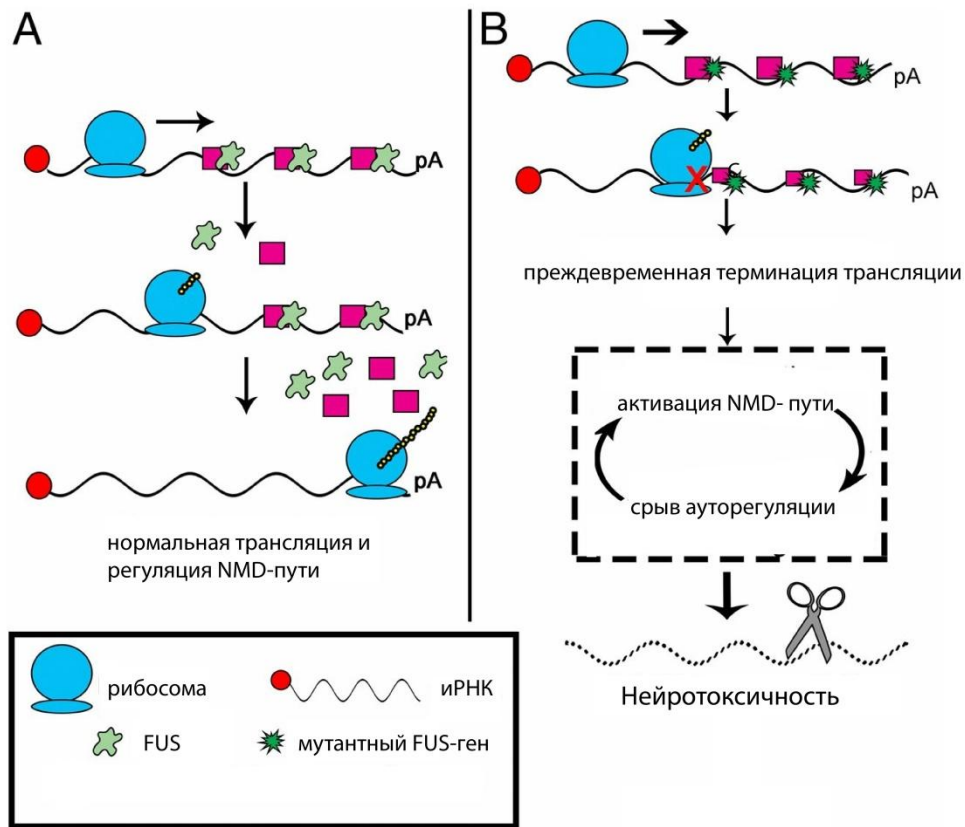 A
pA
pA
pA
нормальная трансляция и
регуляция NMD-пути
B
pA
pA
преждевременная терминация трансляции
активация NMD- пути
срыв ауторегуляции
Нейротоксичность
рибосома
иРНК
FUS
мутантный FUS-ген